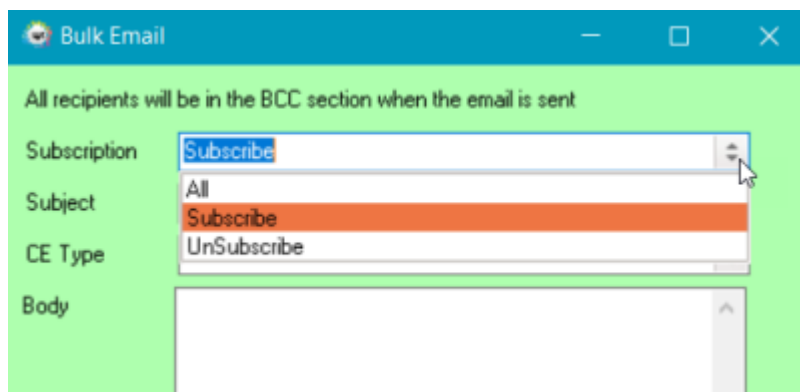 Bulk Email
All recipients will be in the BCC section when the email is sent
Subscription Subscribe
All
Subject
Subscribe
CE Type UnSubscribe
Body